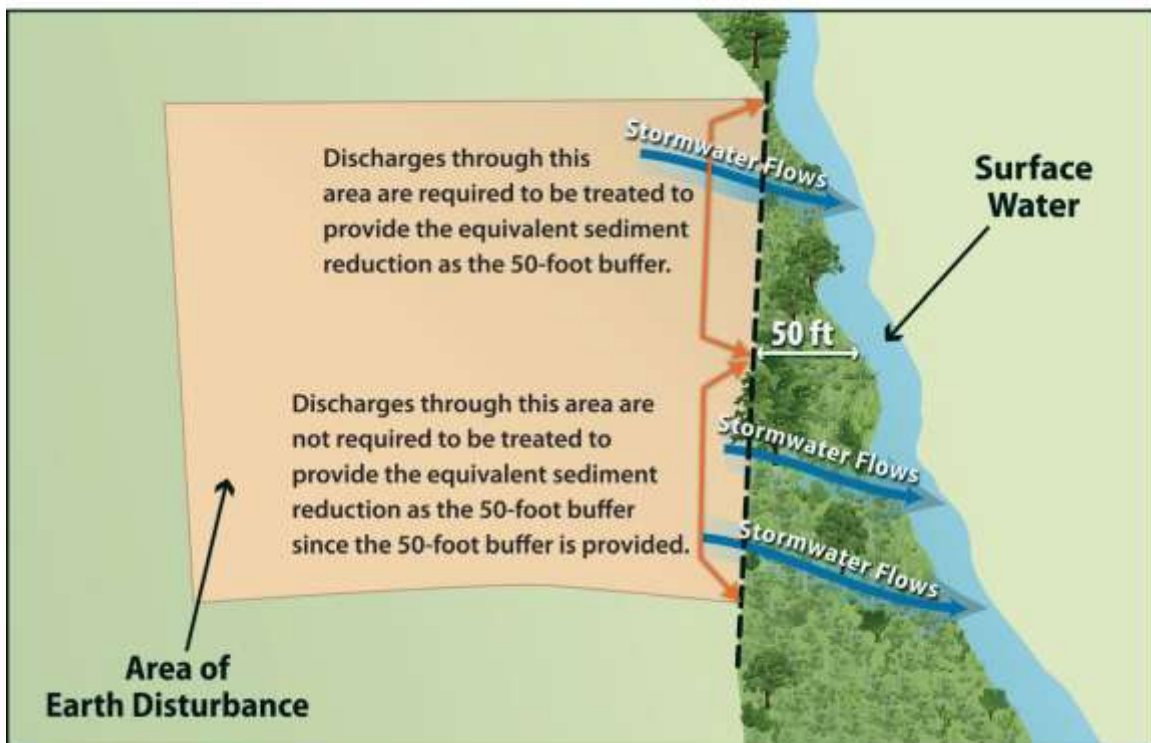 Stormwater Flows
Discharges through this
area are required to be treated to
provide the equivalent sediment
reduction as the 50-foot buffer.
Surface
Water
50 ft
Discharges through this area are
not required to be treated to
provide the equivalent sediment
reduction as the 50-foot buffer
since the 50-foot buffer is provided.
Stormwater Flows
Stormwater Flows
Area of
Earth Disturbance